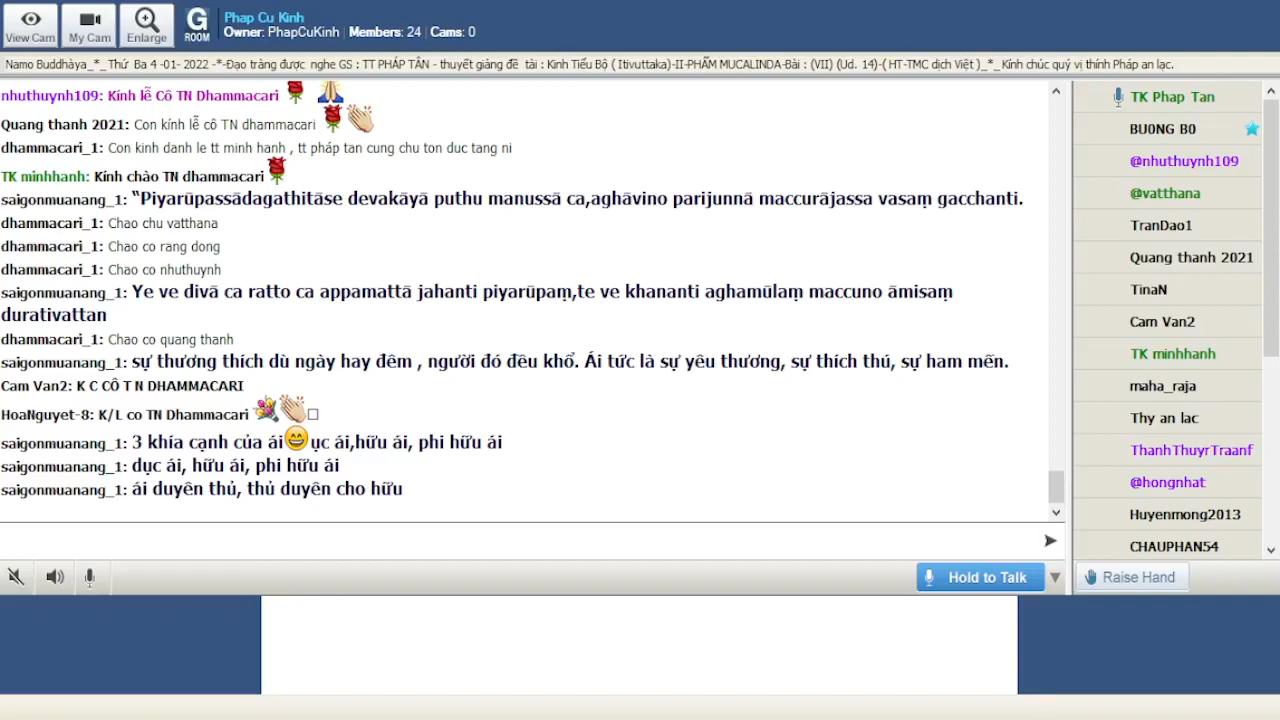 View Cam
My Cam
Enlarge
G
ROOM
Phap Cu Kinh
Owner: PhapCuKinh | Members: 24 | Cams: 0
Namo Buddhàya_*_Thứ Ba 4 -01- 2022 -*-Đạo tràng được nghe GS : TT PHÁP TÂN - thuyết giảng đề tài : Kinh Tiểu Bộ ( Itivuttaka)-II-PHẨM MUCALINDA-Bài : (VII) (Ud. 14)-( HT-TMC dịch Việt )_*_Kính chúc quý vị thính Pháp an lạc.
nhuthuynh109: Kính lễ Cô TN Dhammacari
Quang thanh 2021: Con kính lễ cô TN dhammacari
dhammacari_1: Con kinh danh le tt minh hanh , tt pháp tan cung chu ton duc tang ni
TK minhhanh: Kính chào TN dhammacari
saigonmuanang_1: “Piyarūpassādagathitāse devakāyā puthu manussā ca,aghāvino parijunnā maccurājassa vasaṃ gacchanti.
dhammacari_1: Chao chu vatthana
dhammacari_1: Chao co rang dong
dhammacari_1: Chao co nhuthuynh
saigonmuanang_1: Ye ve divā ca ratto ca appamattā jahanti piyarūpaṃ,te ve khananti aghamūlaṃ maccuno āmisaṃ
durativattan
dhammacari_1: Chao co quang thanh
saigonmuanang_1: sự thương thích dù ngày hay đêm , người đó đều khổ. Ái tức là sự yêu thương, sự thích thú, sự ham mến.
Cam Van2: K C CÔ T N DHAMMACARI
HoaNguyet-8: K/L co TN Dhammacari
saigonmuanang_1: 3 khía cạnh của ái😄ục ái,hữu ái, phi hữu ái
saigonmuanang_1: dục ái, hữu ái, phi hữu ái
saigonmuanang_1: ái duyên thủ, thủ duyên cho hữu
Hold to Talk
TK Phap Tan
BUONG B0
@nhuthuynh109
@vatthana
TranDao1
Quang thanh 2021
TinaN
Cam Van2
TK minhhanh
maha_raja
Thy an lac
ThanhThuyrTraanf
@hongnhat
Huyenmong2013
CHAUPHAN54
Raise Hand